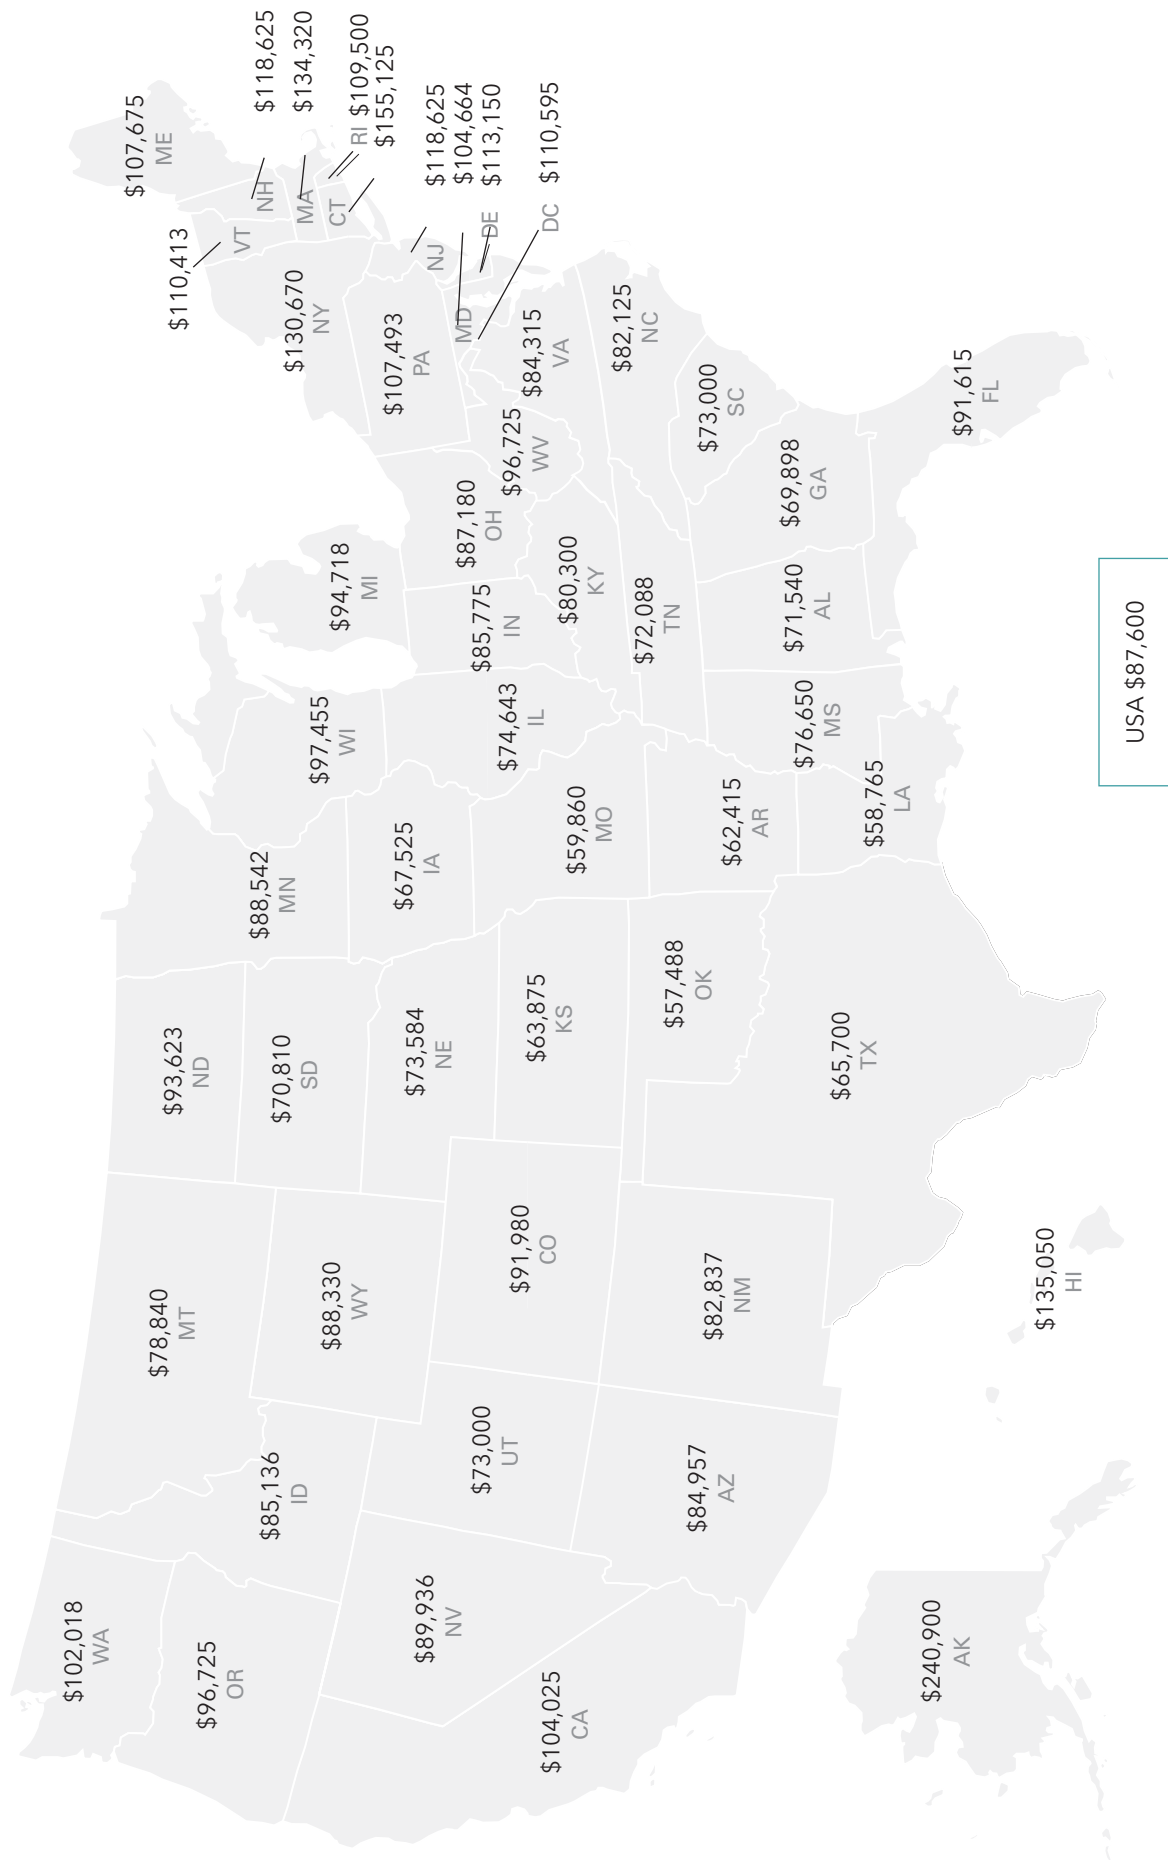 $102,018
WA
$96,725
OR
$104,025
CA
$89,936
NV
$85,136
ID
$78,840
MT
$88,330
WY
$73,000
UT
$84,957
AZ
$91,980
CO
$82,837
NM
$93,623
ND
$70,810
SD
$73,584
NE
$63,875
KS
$57,488
OK
$65,700
TX
$88,542
MN
$67,525
IA
$59,860
MO
$62,415
AR
$58,765
LA
$97,455
WI
$74,643
IL
$76,650
MS
$94,718
MI
$85,775
IN
$87,180
OH
$80,300
KY
$72,088
TN
$71,540
AL
$69,898
GA
$91,615
FL
$73,000
SC
$82,125
NC
$84,315
VA
$96,725
WV
$107,493
PA
$130,670
NY
$110,413
VT
$107,675
ME
NH
$118,625
MA
$134,320
RI $109,500
CT
$155,125
NJ
$118,625
MD
$104,664
DE
$113,150
DC $110,595
$240,900
AK
$135,050
HI
USA $87,600